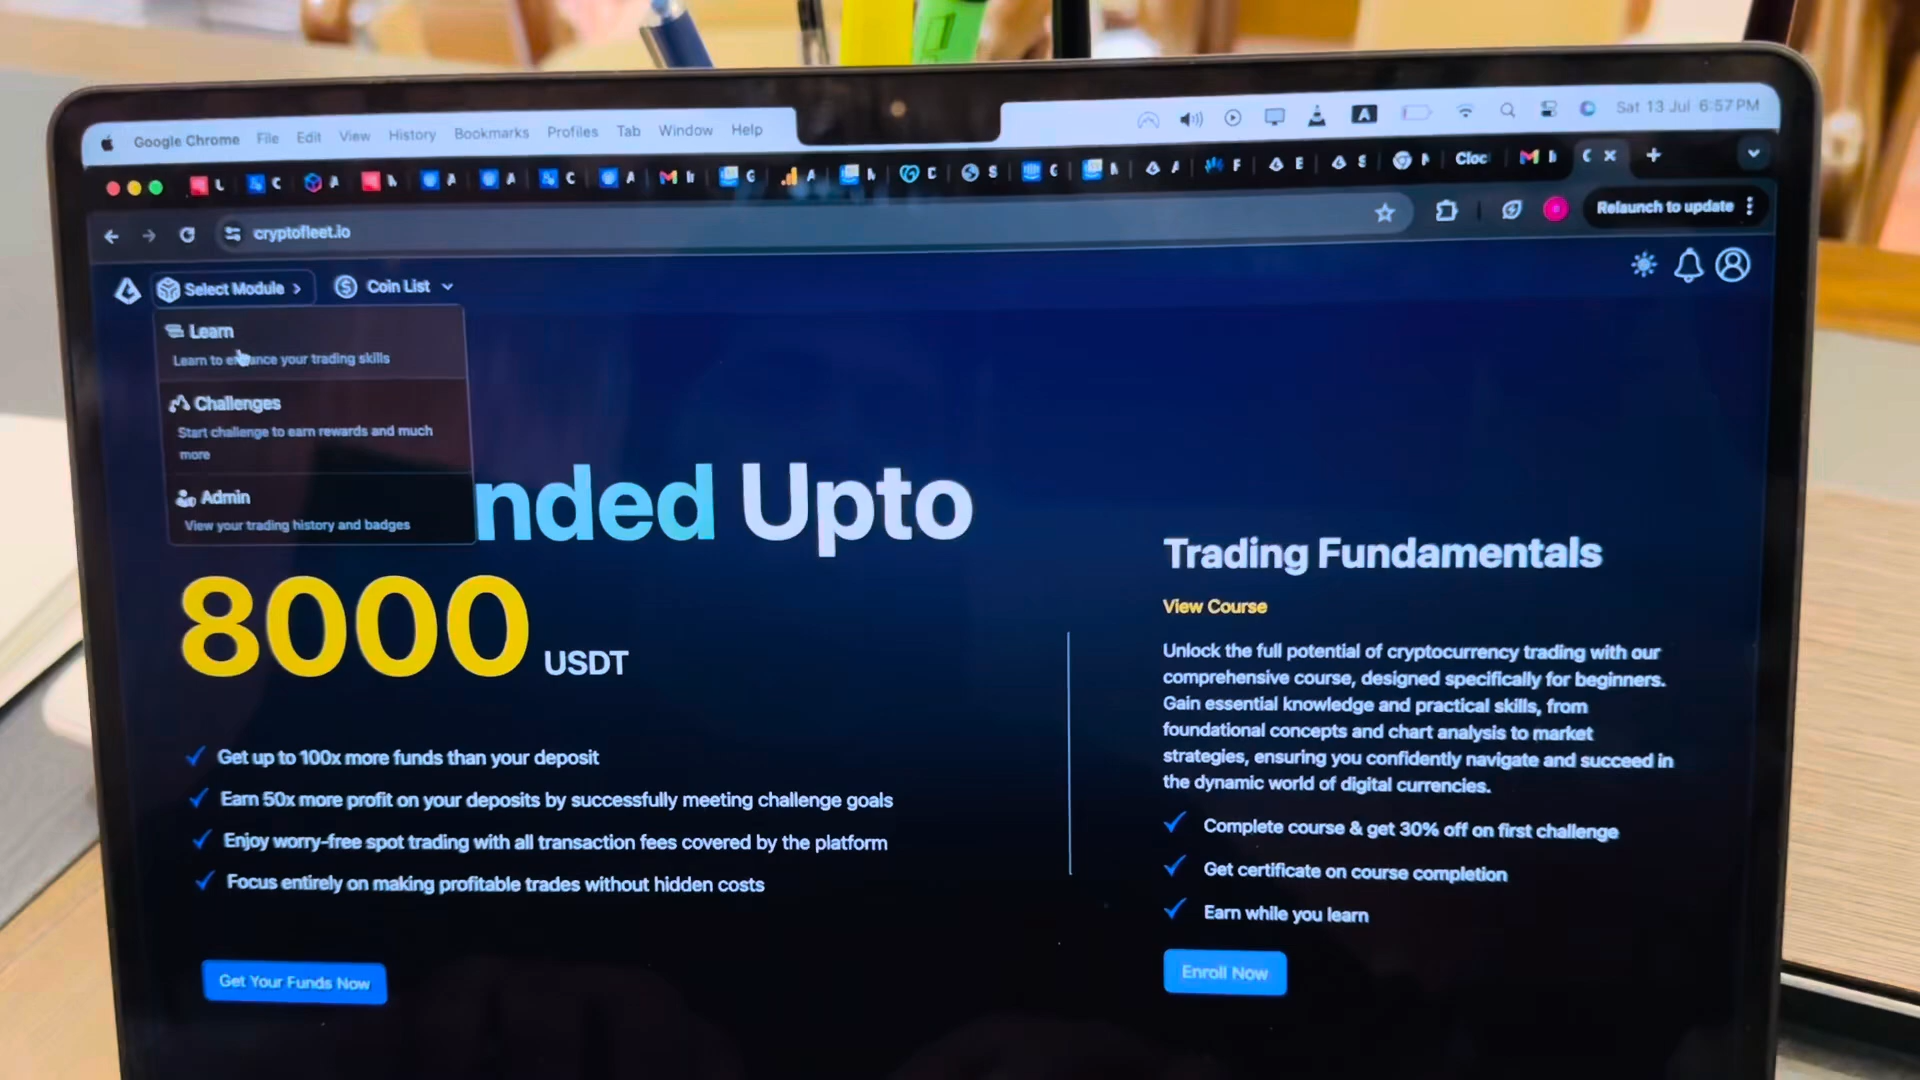 Google Chrome File Edit View History Bookmarks Profiles Tab Window Help
A
Sat 13 Jul 6:57 PM
Cloc
cryptofleet.io
Relaunch to update
Select Module
Coin List
Learn
Learn to enhance your trading skills
Challenges
Start challenge to earn rewards and much
more
Admin
View your trading history and badges
nded Upto
8000 USDT
Get up to 100x more funds than your deposit
Earn 50x more profit on your deposits by successfully meeting challenge goals
Enjoy worry-free spot trading with all transaction fees covered by the platform
Focus entirely on making profitable trades without hidden costs
Get Your Funds Now
Trading Fundamentals
View Course
Unlock the full potential of cryptocurrency trading with our
comprehensive course, designed specifically for beginners.
Gain essential knowledge and practical skills, from
foundational concepts and chart analysis to market
strategies, ensuring you confidently navigate and succeed in
the dynamic world of digital currencies.
Complete course & get 30% off on first challenge
Get certificate on course completion
Earn while you learn
Enroll Now